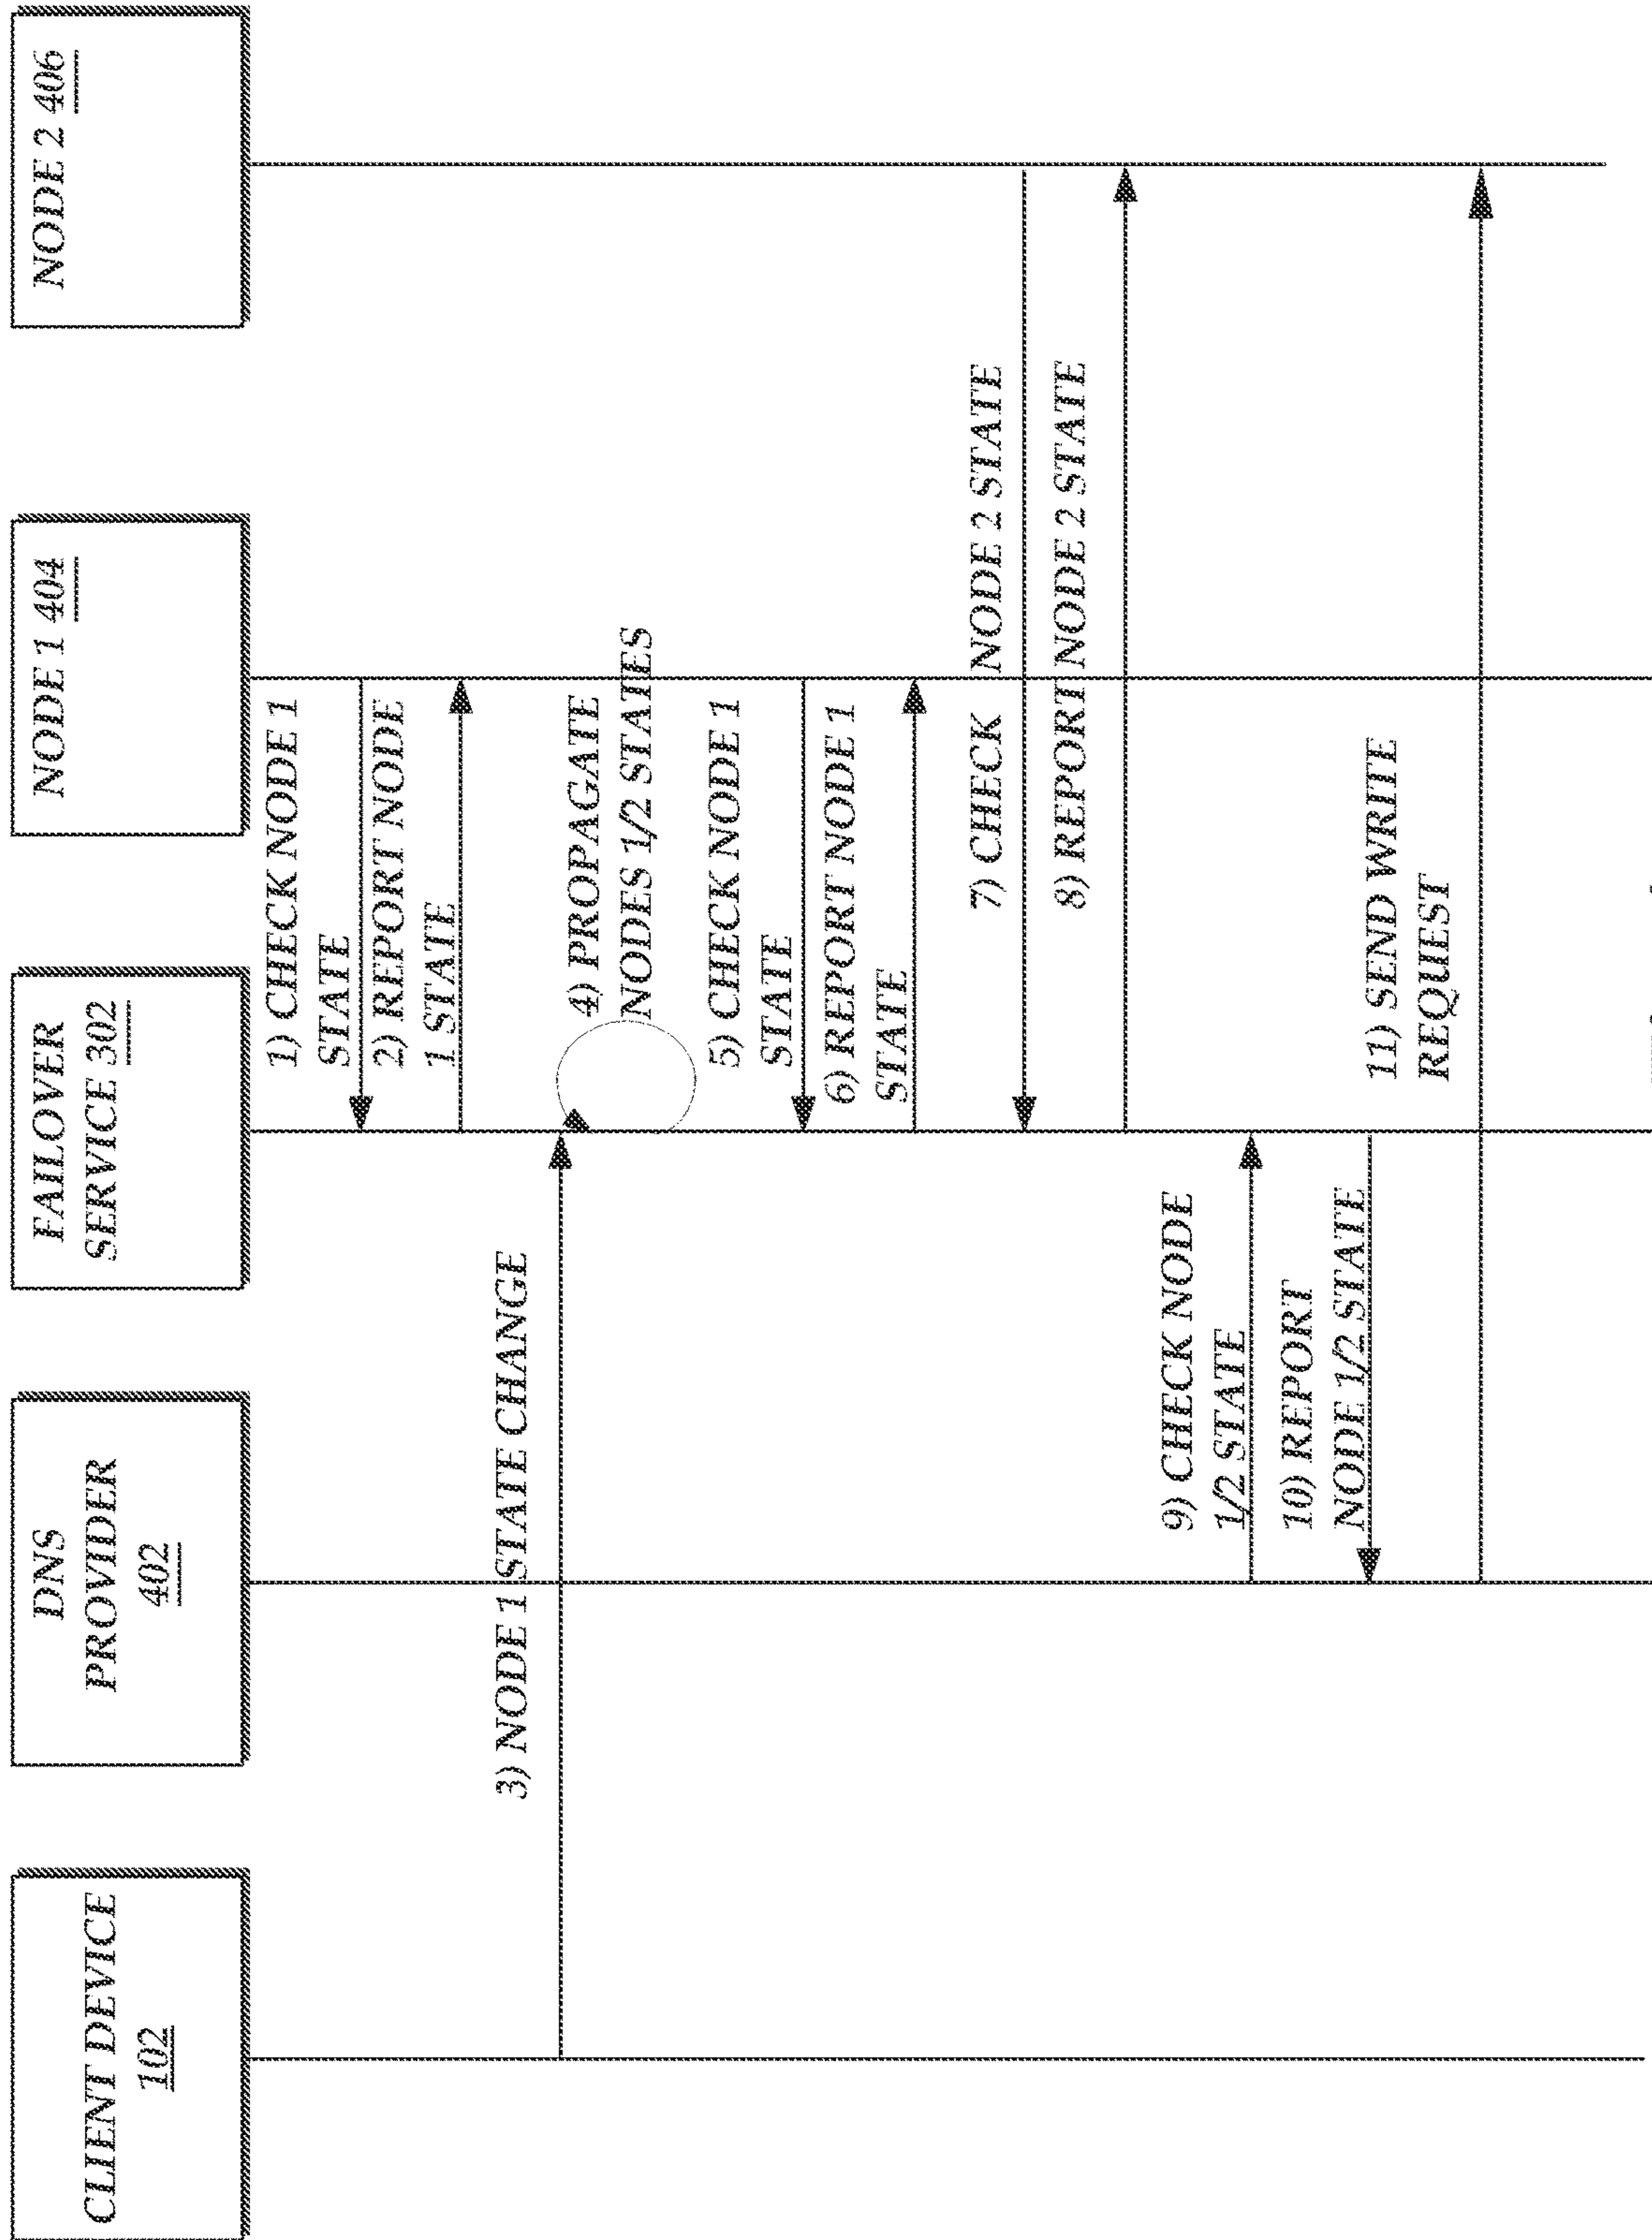 CLIENT DEVICE
102
DNS
PROVIDER
402
FAILOVER
SERVICE 302
NODE 1 404
NODE 2 406
1) CHECK NODE 1
STATE
2) REPORT NODE
1 STATE
3) NODE 1 STATE CHANGE
4) PROPAGATE
NODES 1/2 STATES
5) CHECK NODE 1
STATE
6) REPORT NODE 1
STATE
7) CHECK NODE 2 STATE
8) REPORT NODE 2 STATE
9) CHECK NODE
1/2 STATE
10) REPORT
NODE 1/2 STATE
11) SEND WRITE
REQUEST